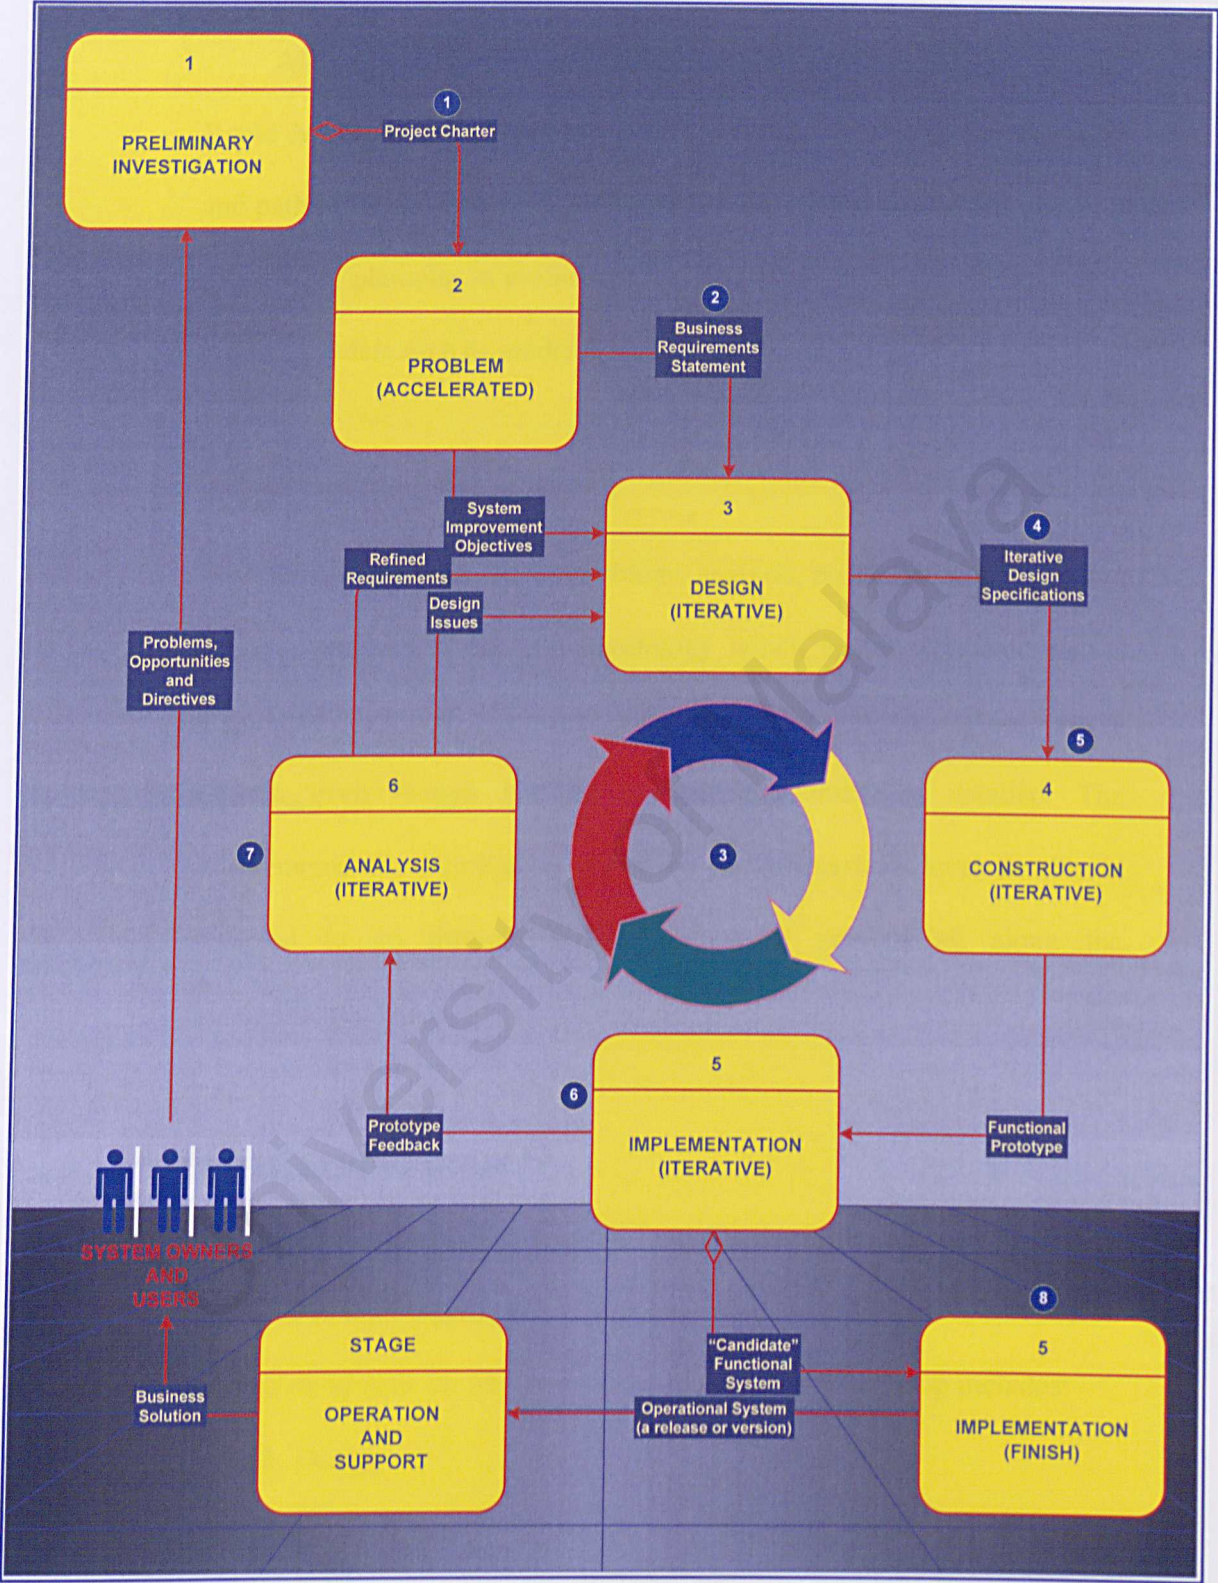 1
PRELIMINARY
INVESTIGATION
1
Project Charter
2
PROBLEM
(ACCELERATED)
2
Business
Requirements
Statement
System
Improvement
Objectives
Refined
Requirements
Design
Issues
3
DESIGN
(ITERATIVE)
4
Iterative
Design
Specifications
Problems,
Opportunities
and
Directives
6
ANALYSIS
(ITERATIVE)
7
3
5
4
CONSTRUCTION
(ITERATIVE)
6
5
IMPLEMENTATION
(ITERATIVE)
Prototype
Feedback
Functional
Prototype
SYSTEM OWNERS
AND
USERS
Business
Solution
STAGE
OPERATION
AND
SUPPORT
"Candidate"
Functional
System
Operational System
(a release or version)
8
5
IMPLEMENTATION
(FINISH)
University of Malaya